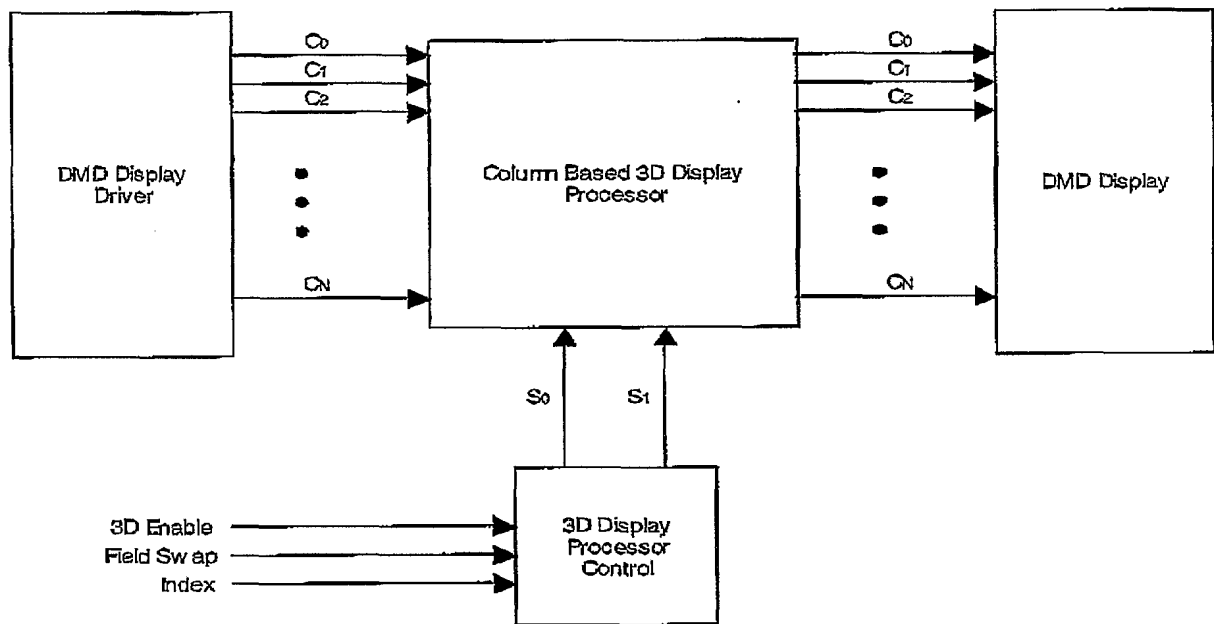 C0
C1
C2
CN
DMD Display
Driver
Column Based 3D Display
Processor
C0
C1
C2
CN
DMD Display
S0
S1
3D Enable
Field Swap
Index
3D Display
Processor
Control